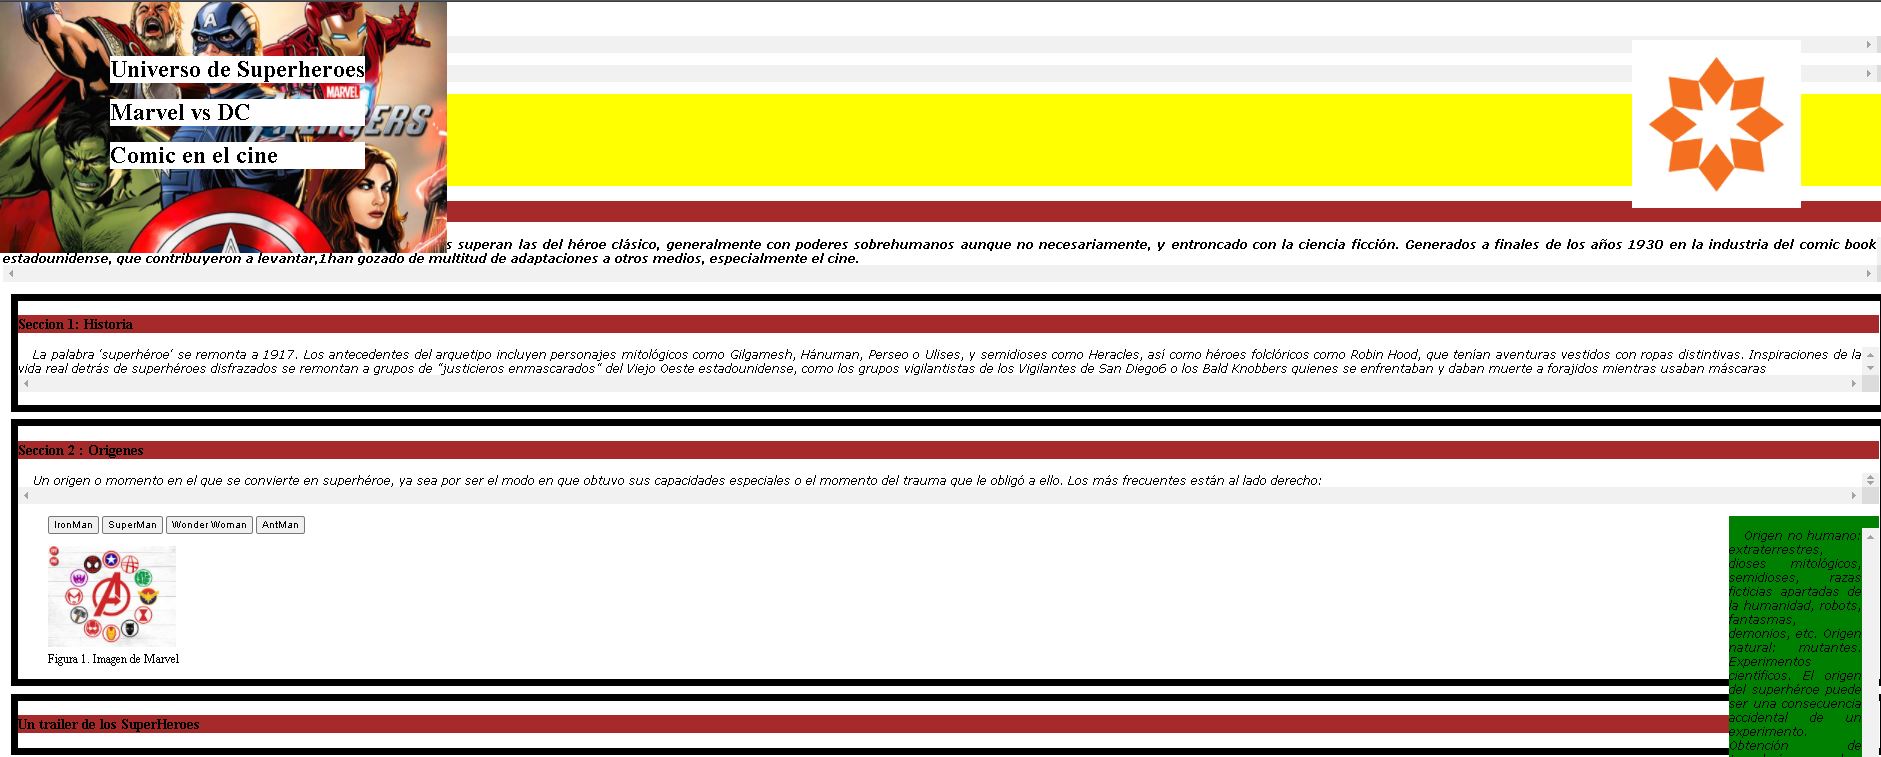 Universo de Superheroes
MARVEL
Marvel vs DC
Comic en el cine
s superan las del héroe clásico, generalmente con poderes sobrehumanos aunque no necesariamente, y entroncado con la ciencia ficción. Generados a finales de los años 1930 en la industria del comic book
estadounidense, que contribuyeron a levantar,1han gozado de multitud de adaptaciones a otros medios, especialmente el cine.
Seccion 1: Historia
La palabra 'superhéroe' se remonta a 1917. Los antecedentes del arquetipo incluyen personajes mitológicos como Gilgamesh, Hánuman, Perseo o Ulises, y semidioses como Heracles, así como héroes folclóricos como Robin Hood, que tenían aventuras vestidos con ropas distintivas. Inspiraciones de la
vida real detrás de superhéroes disfrazados se remontan a grupos de "justicieros enmascarados" del Viejo Oeste estadounidense, como los grupos vigilantistas de los Vigilantes de San Diego6 o los Bald Knobbers quienes se enfrentaban y daban muerte a forajidos mientras usaban máscaras
Seccion 2 : Origenes
Un origen o momento en el que se convierte en superhéroe, ya sea por ser el mod en que obtuvo sus capacidades especiales o el momento del trauma que le obligó a ello. Los más frecuentes están al lado derecho:
IronMan SuperMan Wonder Woman AntMan
Figura 1. Imagen de Marvel
Origen no humano:
extraterrestres,
dioses mitológicos,
semidioses, razas
ficticias apartadas de
la humanidad, robots,
fantasmas,
demonios, etc. Origen
natural: mutantes.
Experimentos
científicos. El origen
del superhéroe puede
ser una consecuencia
accidental de un
experimento.
Obtención de
Un trailer de los SuperHeroes